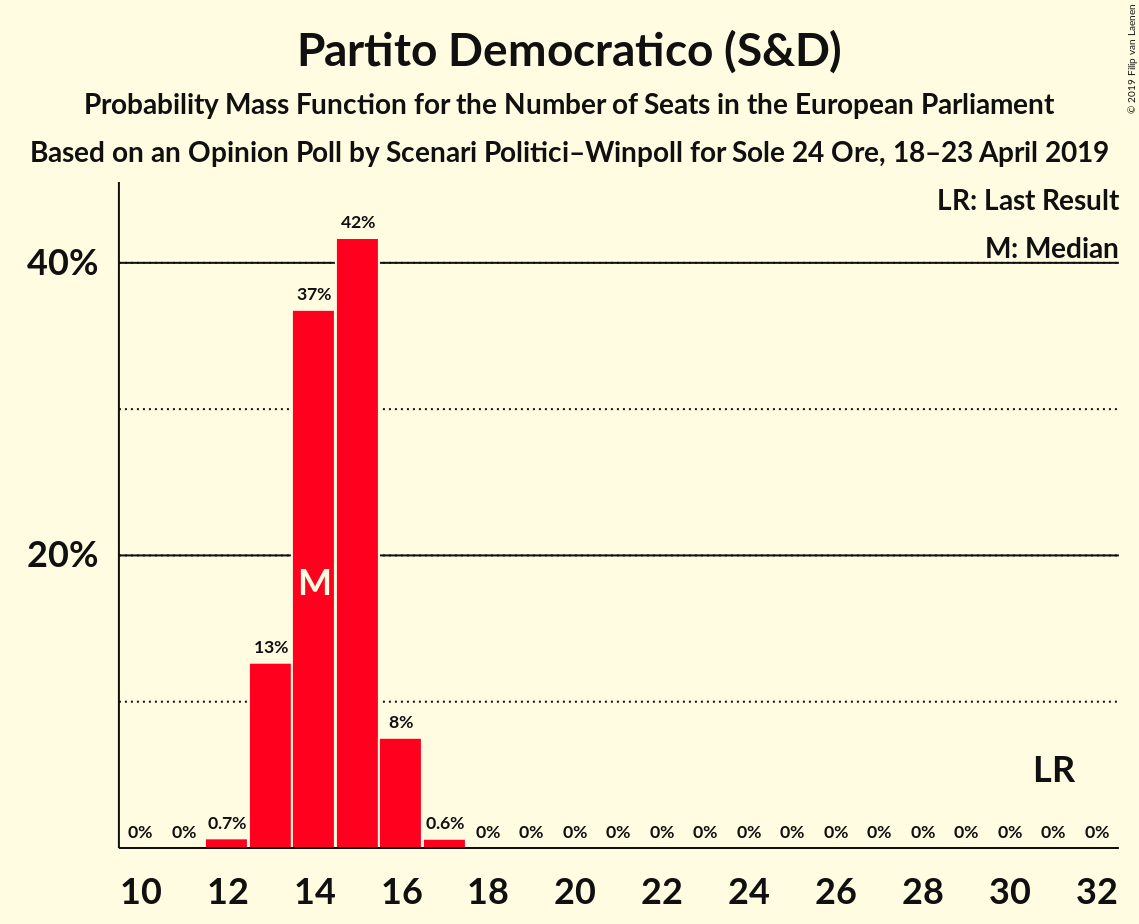 Partito Democratico (S&D)
Probability Mass Function for the Number of Seats in the European Parliament
Based on an Opinion Poll by Scenari Politici–Winpoll for Sole 24 Ore, 18–23 April 2019
© 2019 Filip van Laenen
LR: Last Result
M: Median
40%
20%
0% 0% 0.7% 13% 37% 42% 8% 0.6% 0% 0% 0% 0% 0% 0% 0% 0% 0% 0% 0% 0% 0% 0% 0%
M
LR
10 12 14 16 18 20 22 24 26 28 30 32